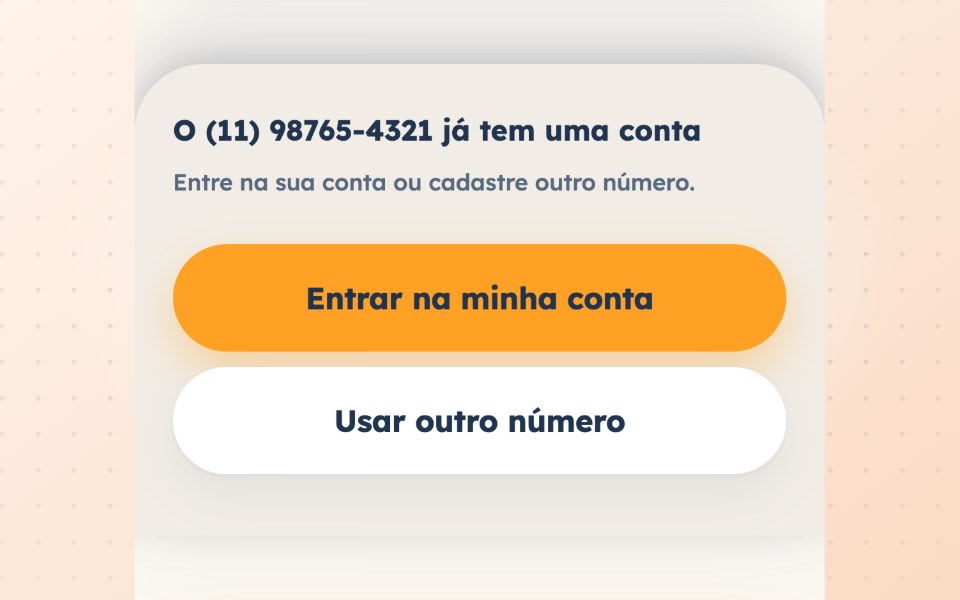 O (11) 98765-4321 já tem uma conta
Entre na sua conta ou cadastre outro número.
Entrar na minha conta
Usar outro número